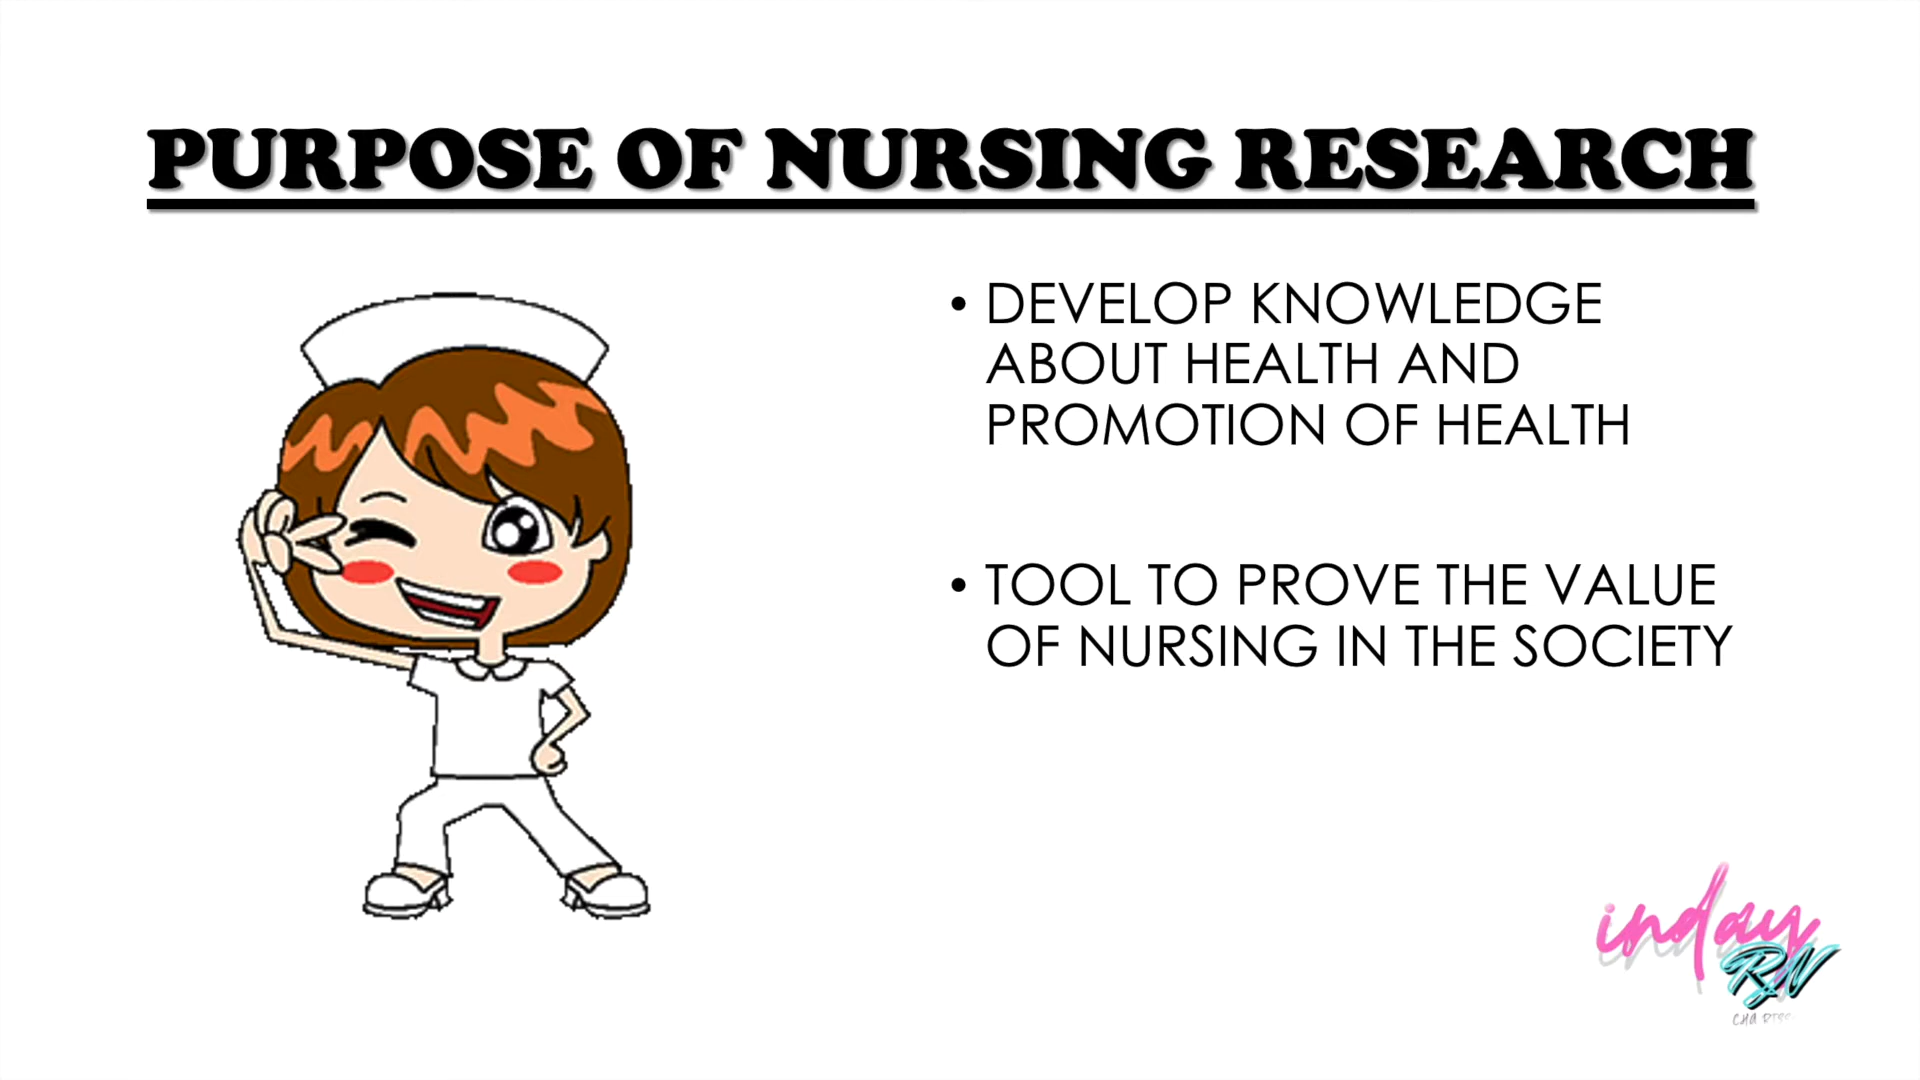 PURPOSE OF NURSING RESEARCH
• DEVELOP KNOWLEDGE
ABOUT HEALTH AND
PROMOTION OF HEALTH
• TOOL TO PROVE THE VALUE
OF NURSING IN THE SOCIETY
inday
RN